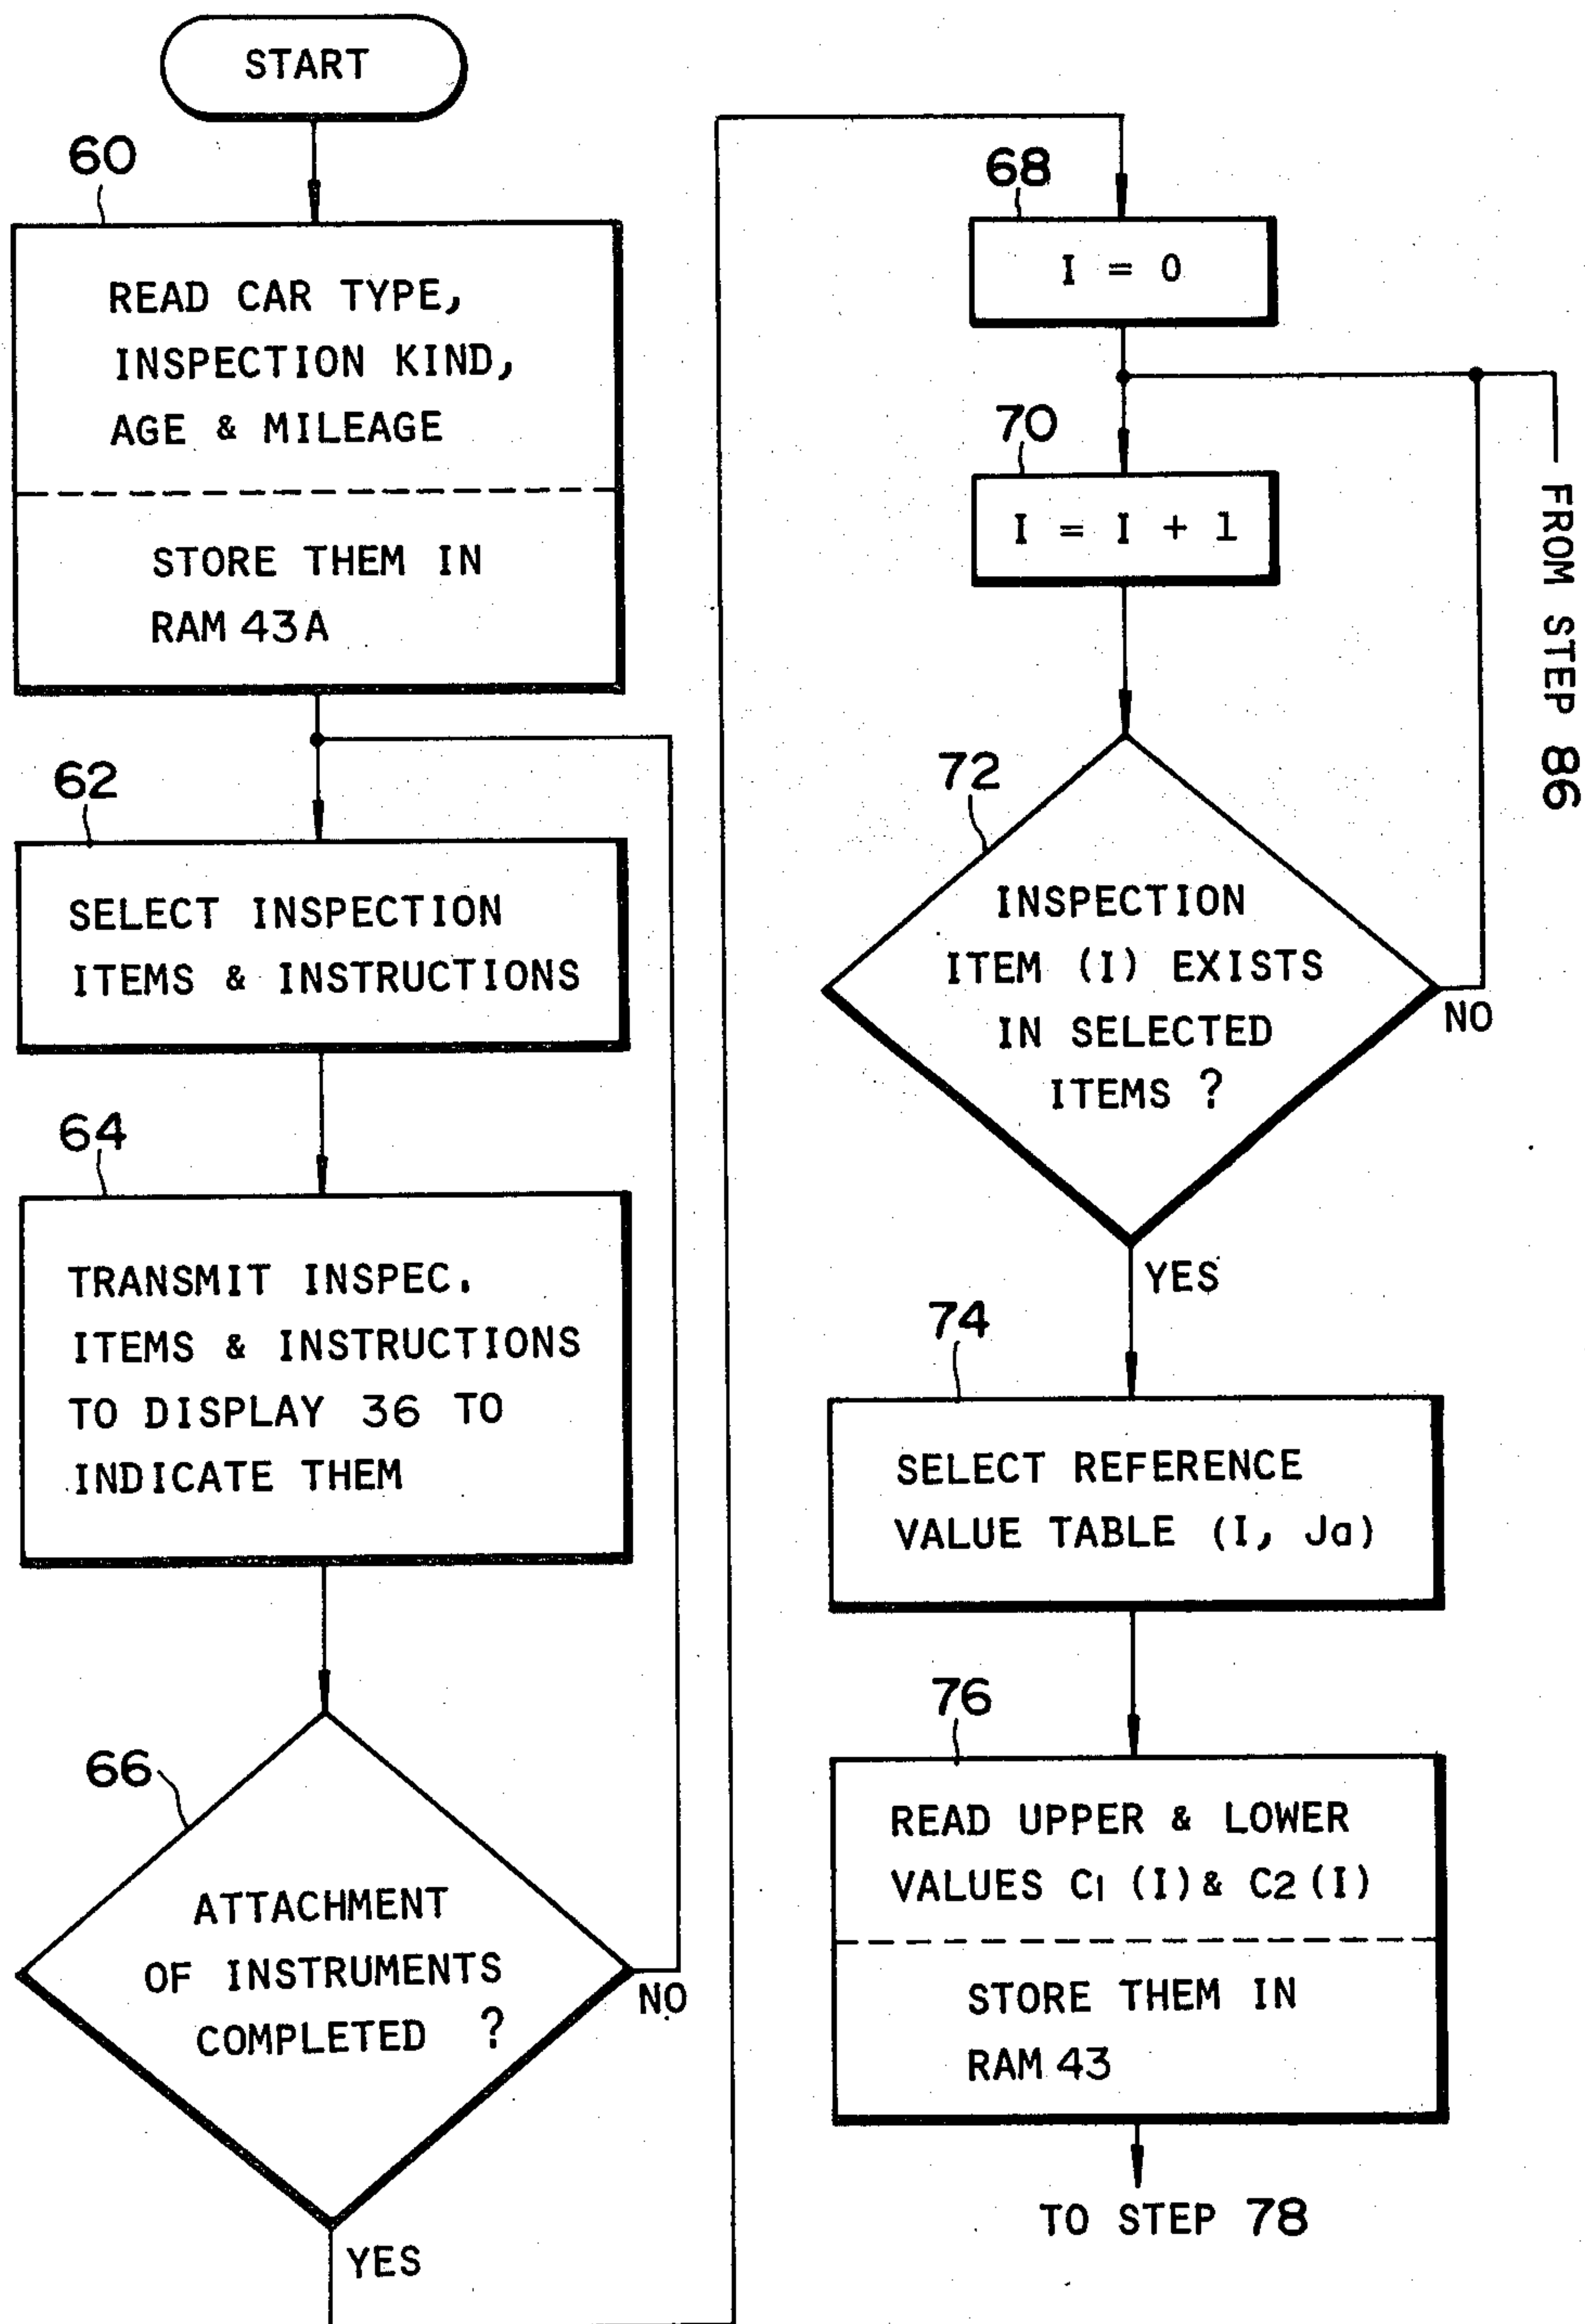 START
60
READ CAR TYPE,
INSPECTION KIND,
AGE & MILEAGE
STORE THEM IN
RAM 43A
62
SELECT INSPECTION
ITEMS & INSTRUCTIONS
64
TRANSMIT INSPEC.
ITEMS & INSTRUCTIONS
TO DISPLAY 36 TO
INDICATE THEM
66
ATTACHMENT
OF INSTRUMENTS
COMPLETED ?
NO
YES
68
I = 0
70
I = I + 1
FROM STEP 86
72
INSPECTION
ITEM (I) EXISTS
IN SELECTED
ITEMS ?
NO
YES
74
SELECT REFERENCE
VALUE TABLE (I, Ja)
76
READ UPPER & LOWER
VALUES C1 (I) & C2 (I)
STORE THEM IN
RAM 43
TO STEP 78